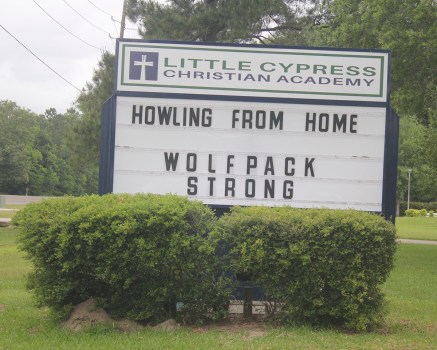 LITTLE CYPRESS
CHRISTIAN ACADEMY
HOWLING FROM HOME
WOLFPACK
STRONG